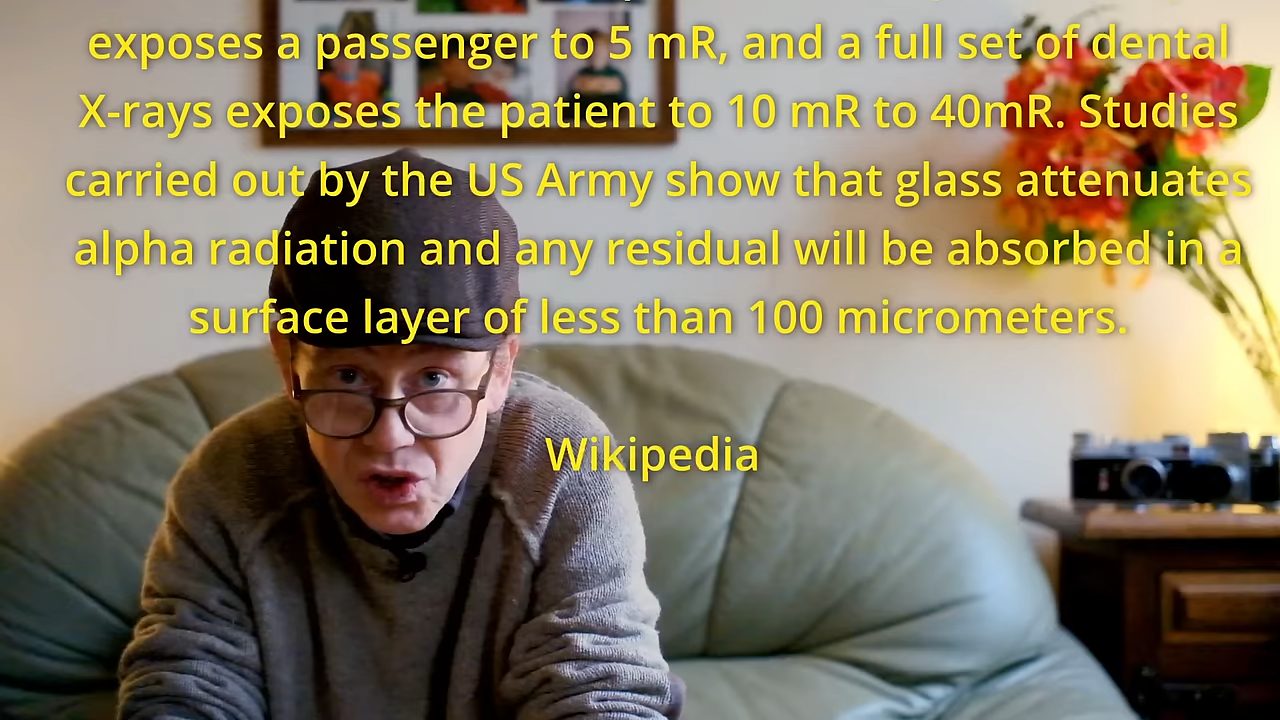 exposes a passenger to 5 mR, and a full set of dental
X-rays exposes the patient to 10 mR to 40mR. Studies
carried out by the US Army show that glass attenuates
alpha radiation and any residual will be absorbed in a
surface layer of less than 100 micrometers.
Wikipedia